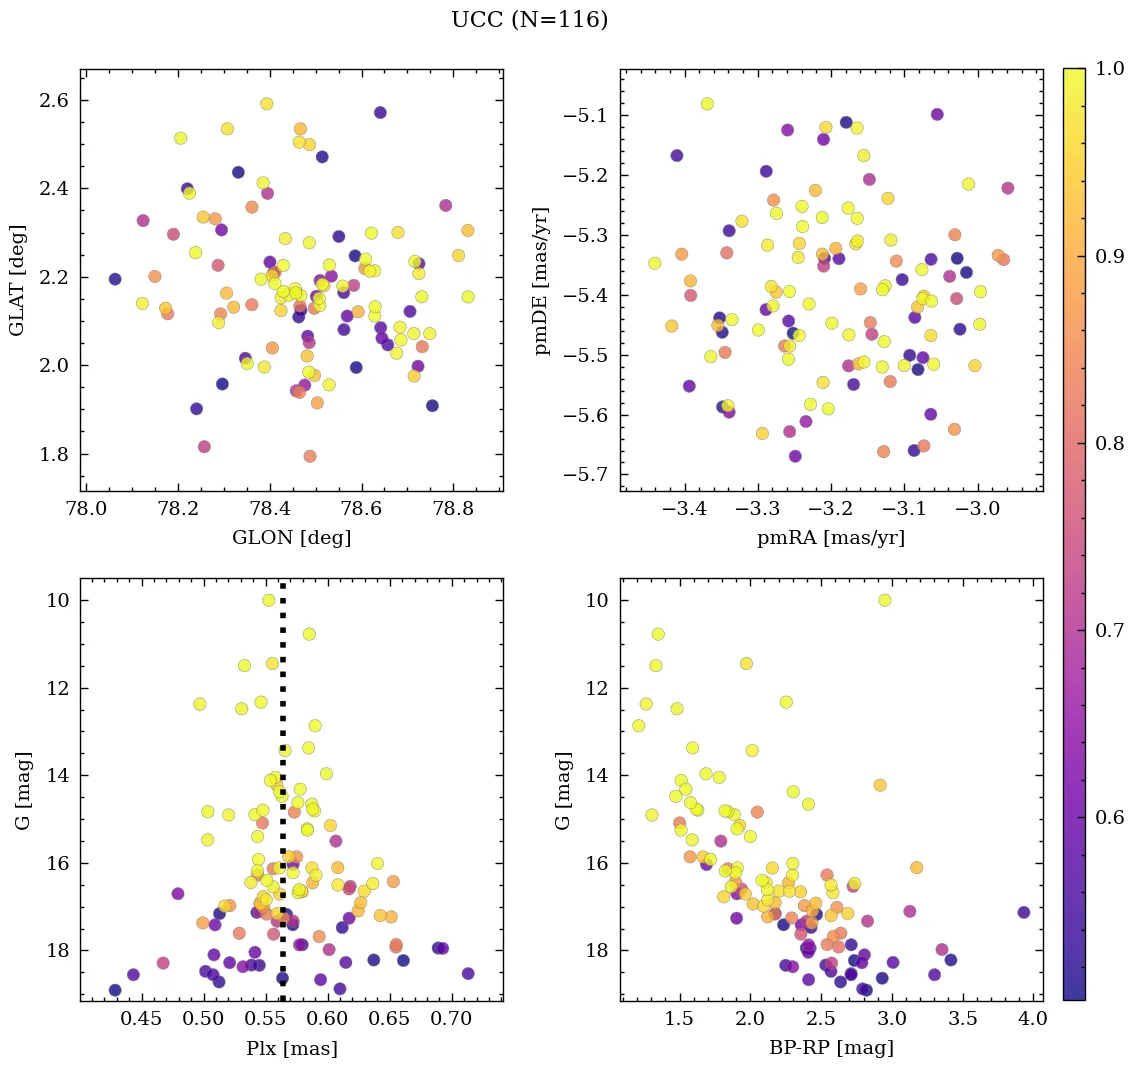 UCC (N=116)
2.6
2.4
2.2
2.0
1.8
GLAT [deg]
78.0 78.2 78.4 78.6 78.8
GLON [deg]
−5.1
−5.2
−5.3
−5.4
−5.5
−5.6
−5.7
pmDE [mas/yr]
−3.4 −3.3 −3.2 −3.1 −3.0
pmRA [mas/yr]
1.0
0.9
0.8
0.7
0.6
10
12
14
16
18
G [mag]
0.45 0.50 0.55 0.60 0.65 0.70
Plx [mas]
10
12
14
16
18
G [mag]
1.5 2.0 2.5 3.0 3.5 4.0
BP-RP [mag]